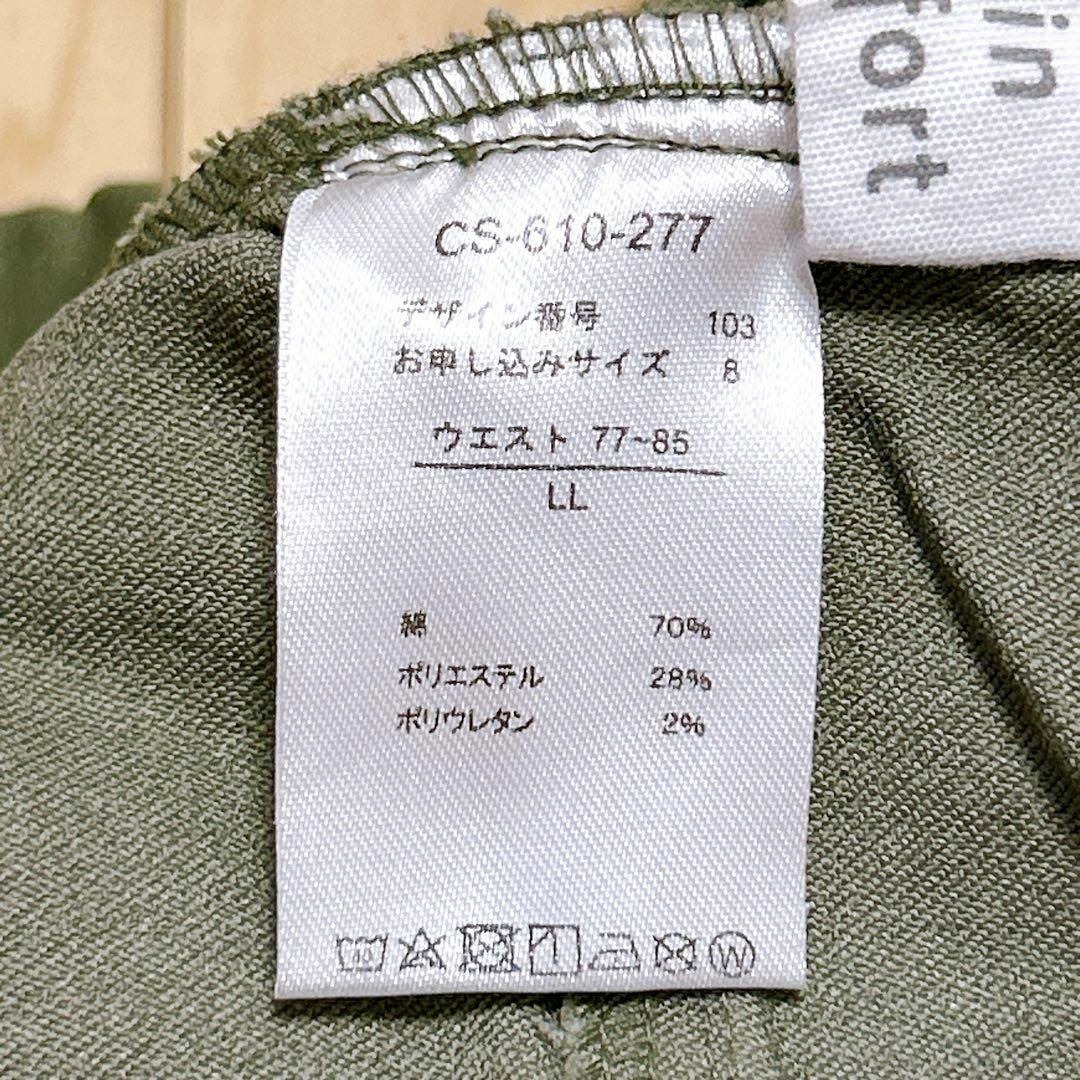 in
fort
CS-610-277
デザイン番号 103
お申し込みサイズ 8
ウエスト 77~85
LL
綿 70%
ポリエステル 28%
ポリウレタン 2%
W